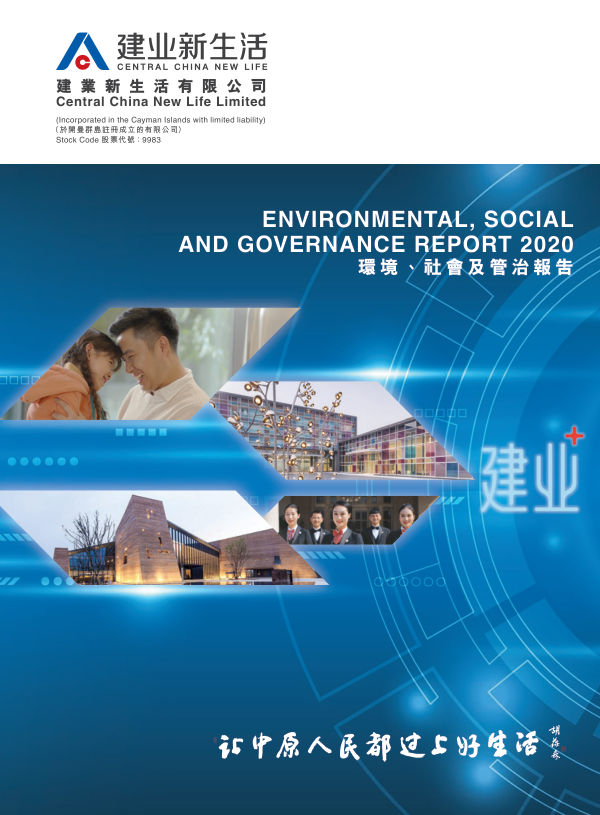 建业新生活
CENTRAL CHINA NEW LIFE
建業新生活有限公司
Central China New Life Limited
(Incorporated in the Cayman Islands with limited liability)
(於開曼群島註冊成立的有限公司)
Stock Code 股票代號：9983
ENVIRONMENTAL, SOCIAL
AND GOVERNANCE REPORT 2020
環境、社會及管治報告
建业+
让中原人民都过上好生活
胡葆森